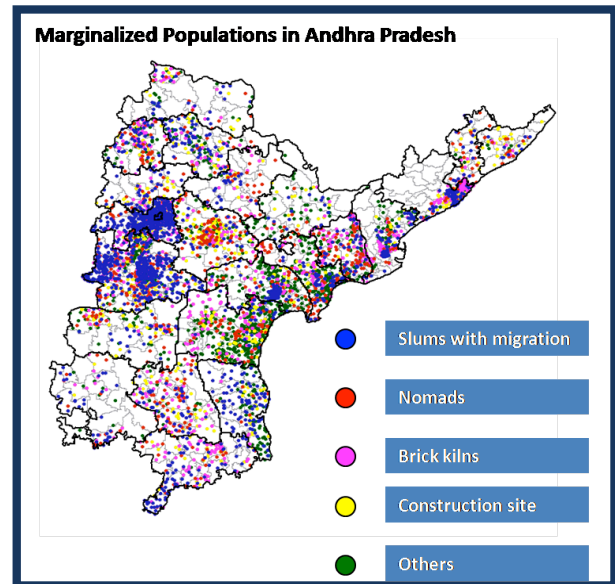 Marginalized Populations in Andhra Pradesh
Slums with migration
Nomads
Brick kilns
Construction site
Others